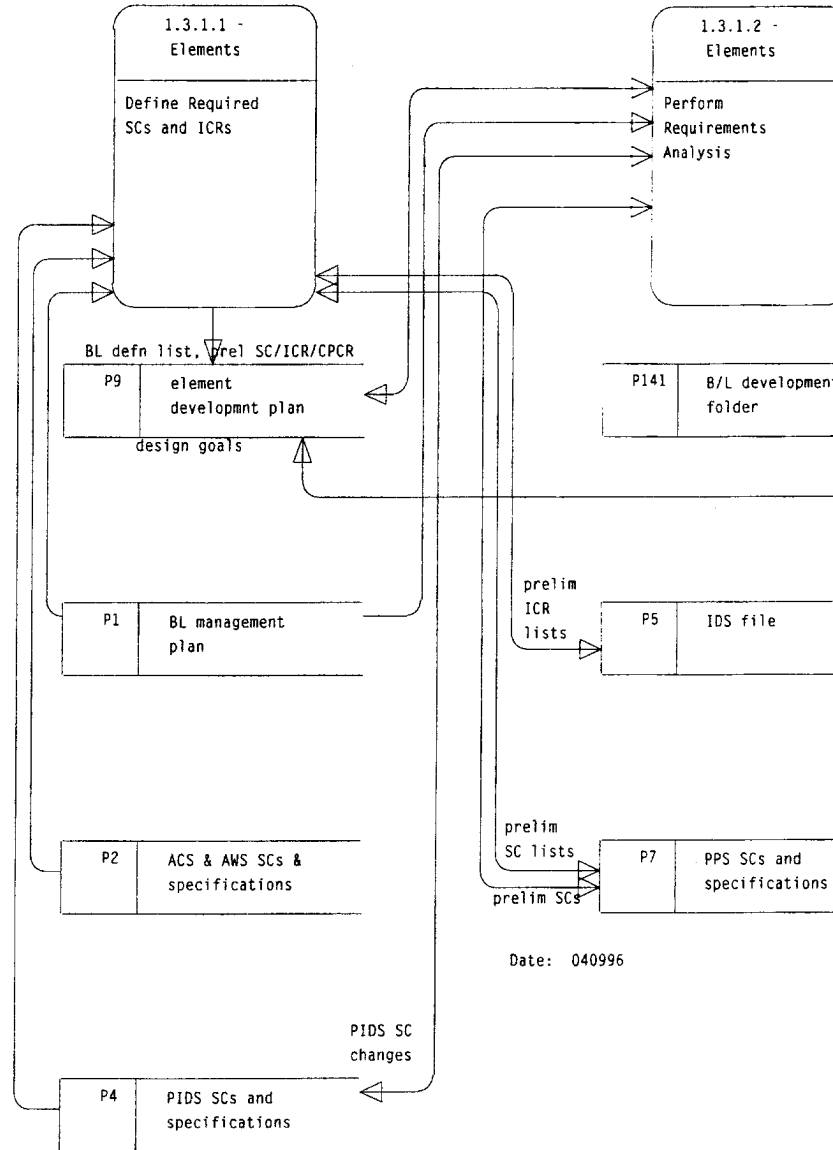 1.3.1.1 -
Elements
Define Required
SCs and ICRs
1.3.1.2 -
Elements
Perform
Requirements
Analysis
BL defn list, prel SC/ICR/CPCR
P9
element
developmnt plan
design goals
P141
B/L development
folder
P1
BL management
plan
prelim
ICR
lists
P5
IDS file
P2
ACS & AWS SCs &
specifications
prelim
SC lists
prelim SCs
P7
PPS SCs and
specifications
Date: 040996
PIDS SC
changes
P4
PIDS SCs and
specifications